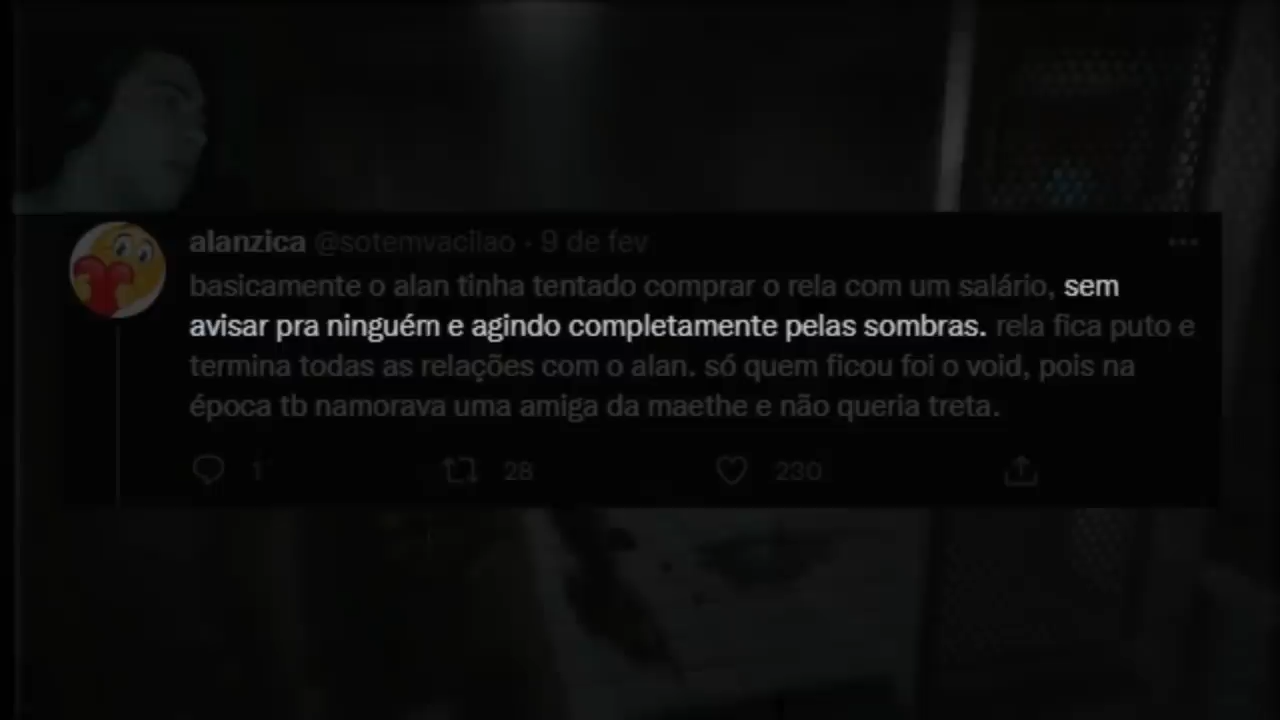 alanzica @sotemvacilao · 9 de fev
basicamente o alan tinha tentado comprar o rela com um salário, sem
avisar pra ninguém e agindo completamente pelas sombras. rela fica puto e
termina todas as relações com o alan. só quem ficou foi o void, pois na
época tb namorava uma amiga da maethe e não queria treta.
1 28 230